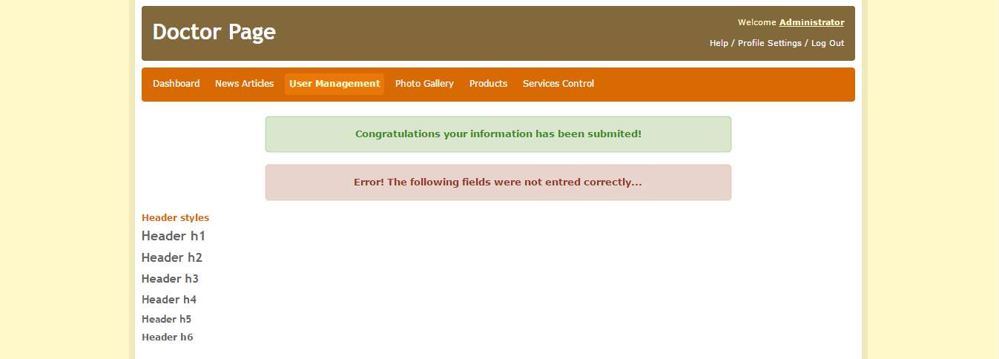 Doctor Page
Welcome Administrator
Help / Profile Settings / Log Out
Dashboard News Articles User Management Photo Gallery Products Services Control
Congratulations your information has been submited!
Error! The following fields were not entred correctly...
Header styles
Header h1
Header h2
Header h3
Header h4
Header h5
Header h6